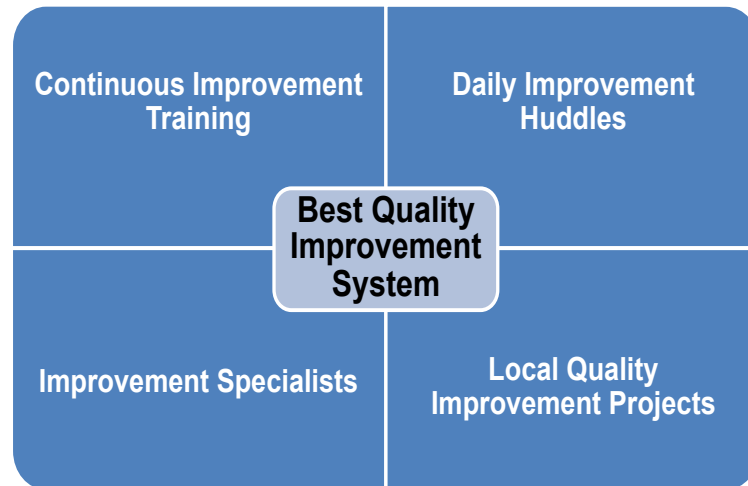 Continuous Improvement
Training
Daily Improvement
Huddles
Best Quality
Improvement
System
Improvement Specialists
Local Quality
Improvement Projects